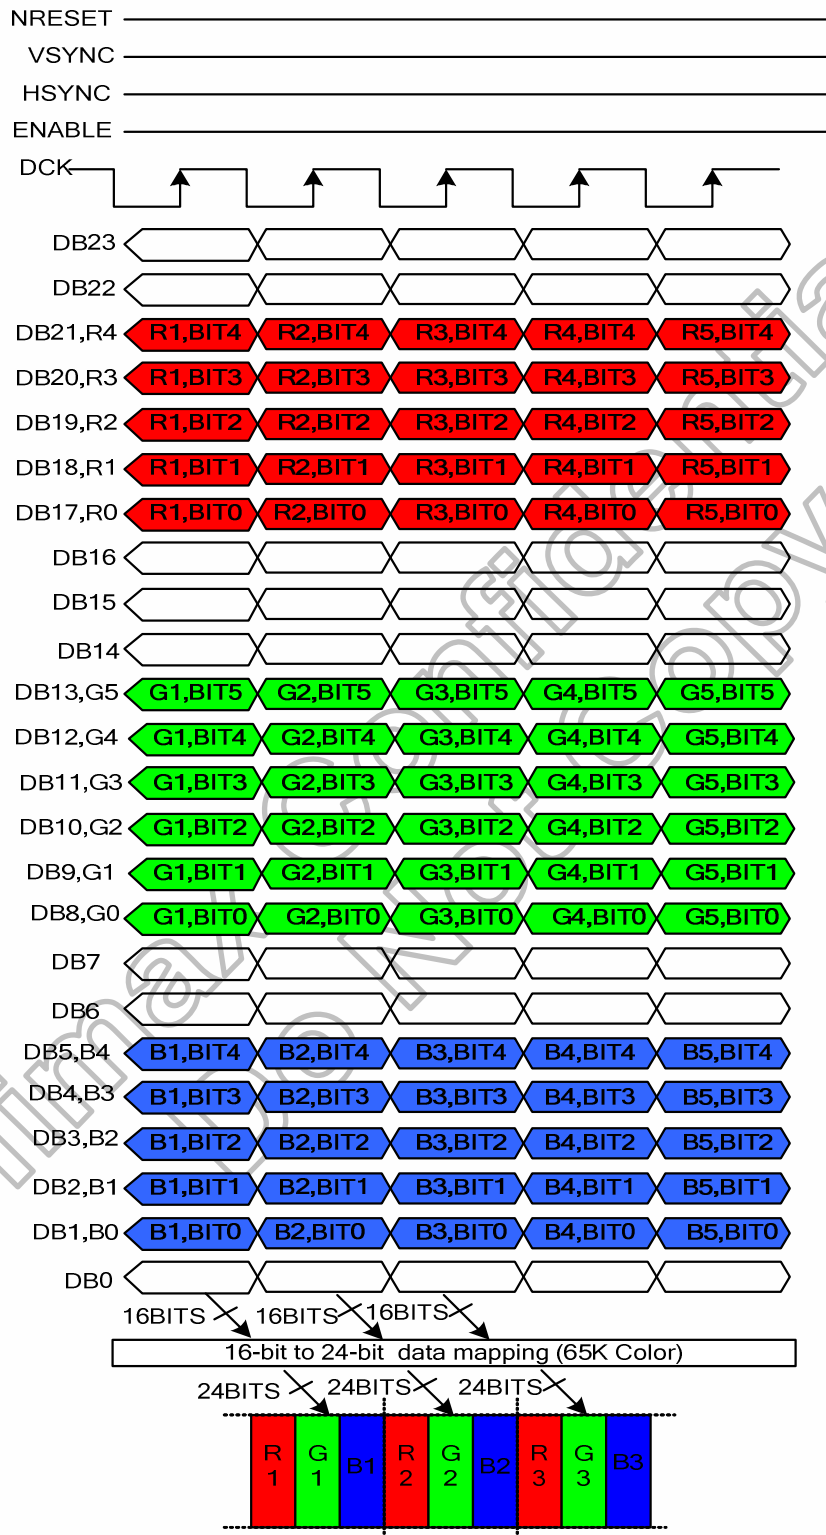 NRESET
VSYNC
HSYNC
ENABLE
DCK
DB23
DB22
DB21,R4 R1,BIT4 R2,BIT4 R3,BIT4 R4,BIT4 R5,BIT4
DB20,R3 R1,BIT3 R2,BIT3 R3,BIT3 R4,BIT3 R5,BIT3
DB19,R2 R1,BIT2 R2,BIT2 R3,BIT2 R4,BIT2 R5,BIT2
DB18,R1 R1,BIT1 R2,BIT1 R3,BIT1 R4,BIT1 R5,BIT1
DB17,R0 R1,BIT0 R2,BIT0 R3,BIT0 R4,BIT0 R5,BIT0
DB16
DB15
DB14
DB13,G5 G1,BIT5 G2,BIT5 G3,BIT5 G4,BIT5 G5,BIT5
DB12,G4 G1,BIT4 G2,BIT4 G3,BIT4 G4,BIT4 G5,BIT4
DB11,G3 G1,BIT3 G2,BIT3 G3,BIT3 G4,BIT3 G5,BIT3
DB10,G2 G1,BIT2 G2,BIT2 G3,BIT2 G4,BIT2 G5,BIT2
DB9,G1 G1,BIT1 G2,BIT1 G3,BIT1 G4,BIT1 G5,BIT1
DB8,G0 G1,BIT0 G2,BIT0 G3,BIT0 G4,BIT0 G5,BIT0
DB7
DB6
DB5,B4 B1,BIT4 B2,BIT4 B3,BIT4 B4,BIT4 B5,BIT4
DB4,B3 B1,BIT3 B2,BIT3 B3,BIT3 B4,BIT3 B5,BIT3
DB3,B2 B1,BIT2 B2,BIT2 B3,BIT2 B4,BIT2 B5,BIT2
DB2,B1 B1,BIT1 B2,BIT1 B3,BIT1 B4,BIT1 B5,BIT1
DB1,B0 B1,BIT0 B2,BIT0 B3,BIT0 B4,BIT0 B5,BIT0
DB0
16BITS 16BITS 16BITS
16-bit to 24-bit data mapping (65K Color)
24BITS 24BITS 24BITS
R1 G1 B1 R2 G2 B2 R3 G3 B3
imax Confidentia
Do Not Copy